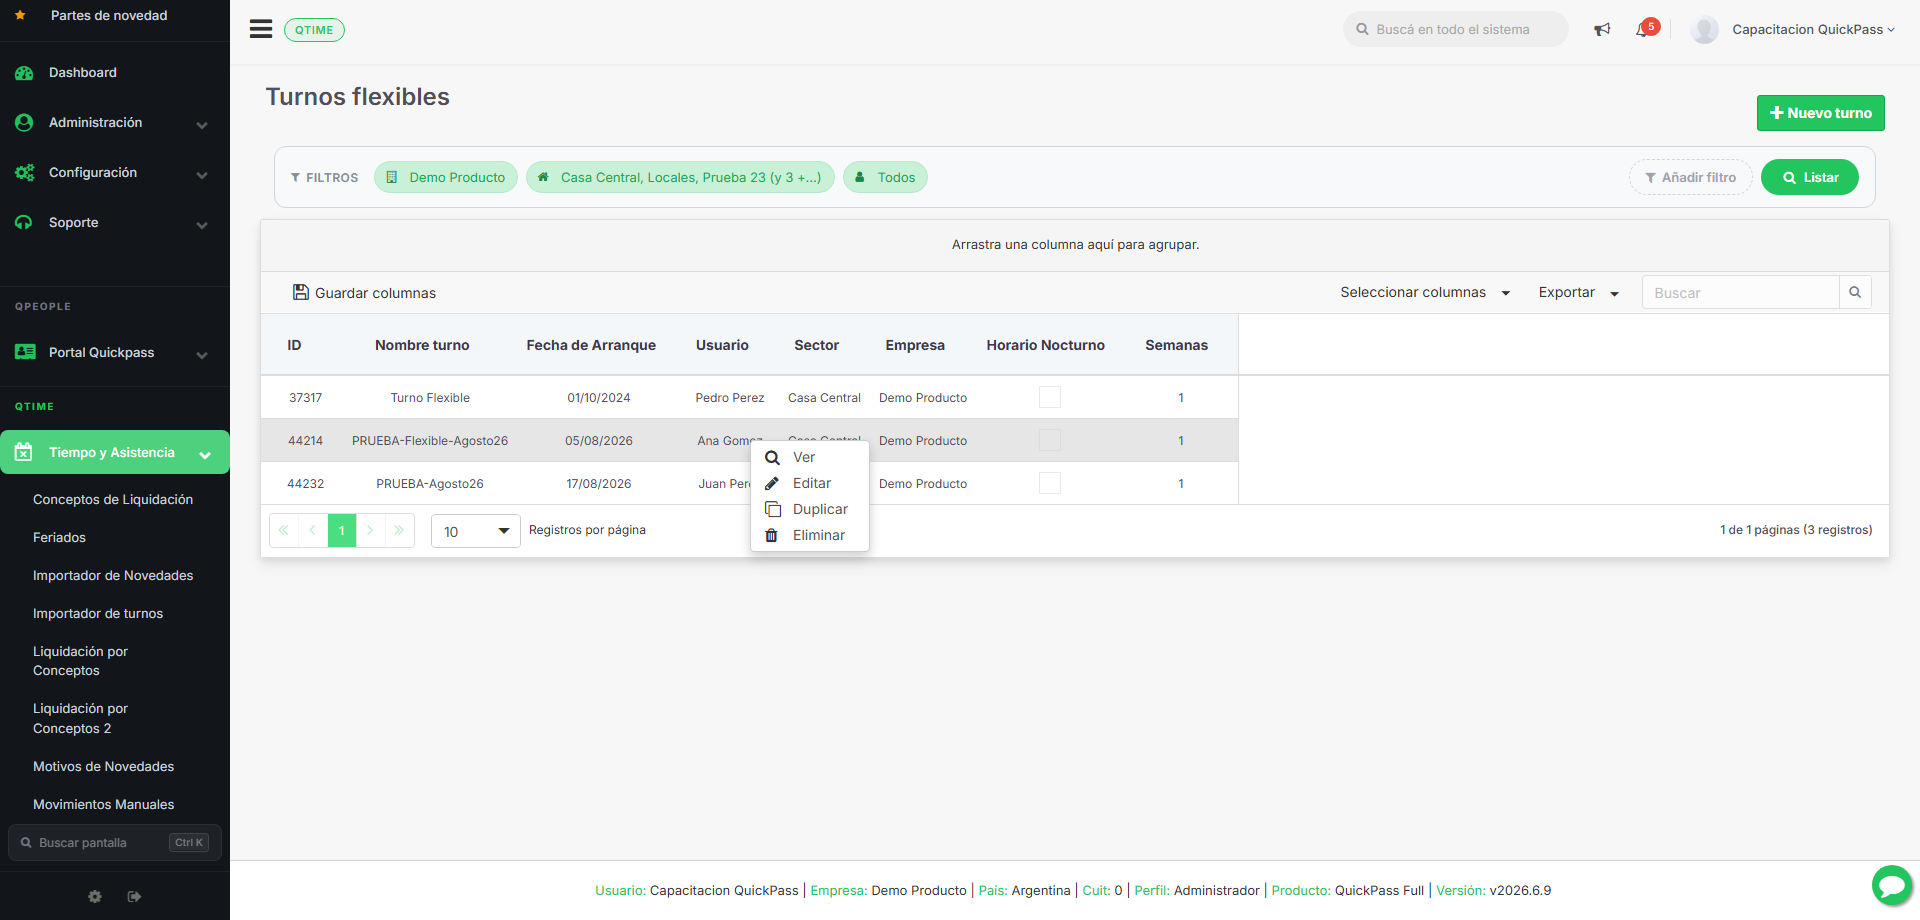 Partes de novedad
Dashboard
Administración
Configuración
Soporte
QPEOPLE
Portal Quickpass
QTIME
Tiempo y Asistencia
Conceptos de Liquidación
Feriados
Importador de Novedades
Importador de turnos
Liquidación por
Conceptos
Liquidación por
Conceptos 2
Motivos de Novedades
Movimientos Manuales
Buscar pantalla Ctrl K
QTIME
Buscá en todo el sistema
5
Capacitacion QuickPass
Turnos flexibles
Nuevo turno
FILTROS Demo Producto Casa Central, Locales, Prueba 23 (y 3 +...) Todos Añadir filtro Listar
Arrastra una columna aquí para agrupar.
Guardar columnas Seleccionar columnas Exportar Buscar
ID Nombre turno Fecha de Arranque Usuario Sector Empresa Horario Nocturno Semanas
37317 Turno Flexible 01/10/2024 Pedro Perez Casa Central Demo Producto 1
44214 PRUEBA-Flexible-Agosto26 05/08/2026 Ana Gomez Casa Central Demo Producto 1
44232 PRUEBA-Agosto26 17/08/2026 Juan Demo Producto 1
Ver
Editar
Duplicar
Eliminar
« ‹ 1 › » 10 Registros por página 1 de 1 páginas (3 registros)
Usuario: Capacitacion QuickPass | Empresa: Demo Producto | País: Argentina | Cuit: 0 | Perfil: Administrador | Producto: QuickPass Full | Versión: v2026.6.9